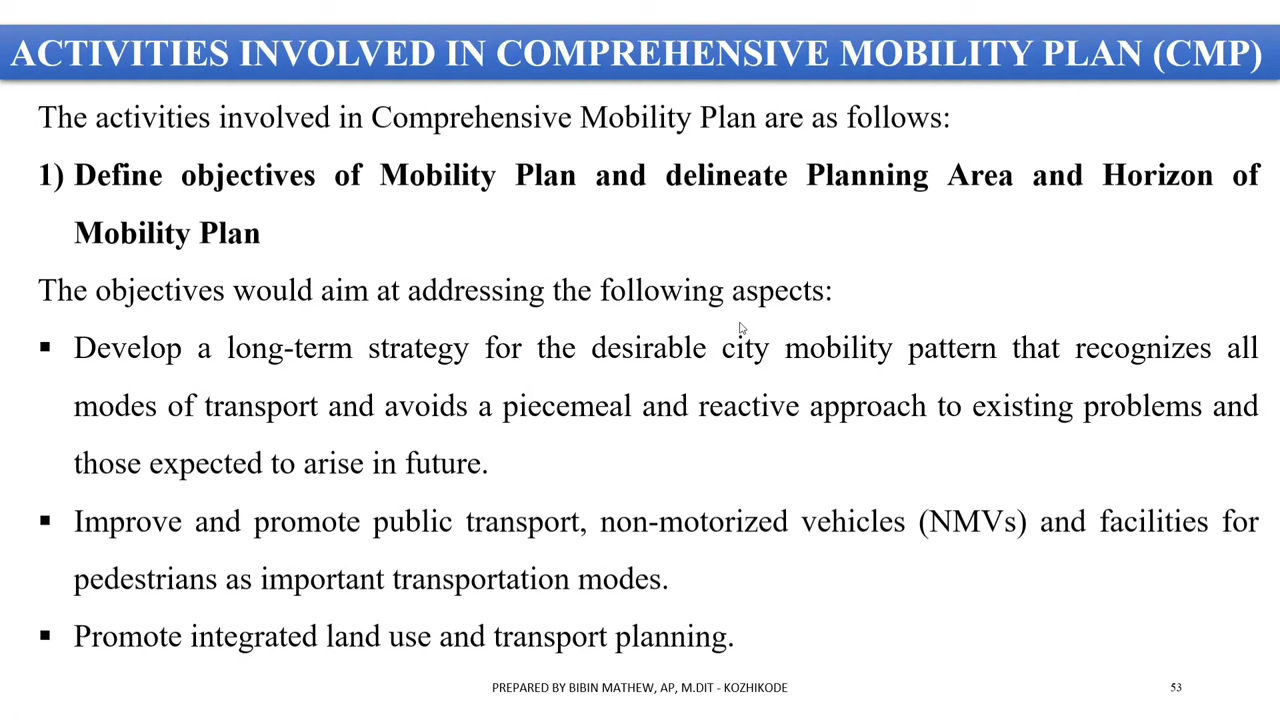 ACTIVITIES INVOLVED IN COMPREHENSIVE MOBILITY PLAN (CMP)
The activities involved in Comprehensive Mobility Plan are as follows:
1) Define objectives of Mobility Plan and delineate Planning Area and Horizon of
Mobility Plan
The objectives would aim at addressing the following aspects:
▪ Develop a long-term strategy for the desirable city mobility pattern that recognizes all
modes of transport and avoids a piecemeal and reactive approach to existing problems and
those expected to arise in future.
▪ Improve and promote public transport, non-motorized vehicles (NMVs) and facilities for
pedestrians as important transportation modes.
▪ Promote integrated land use and transport planning.
PREPARED BY BIBIN MATHEW, AP, M.DIT - KOZHIKODE
53